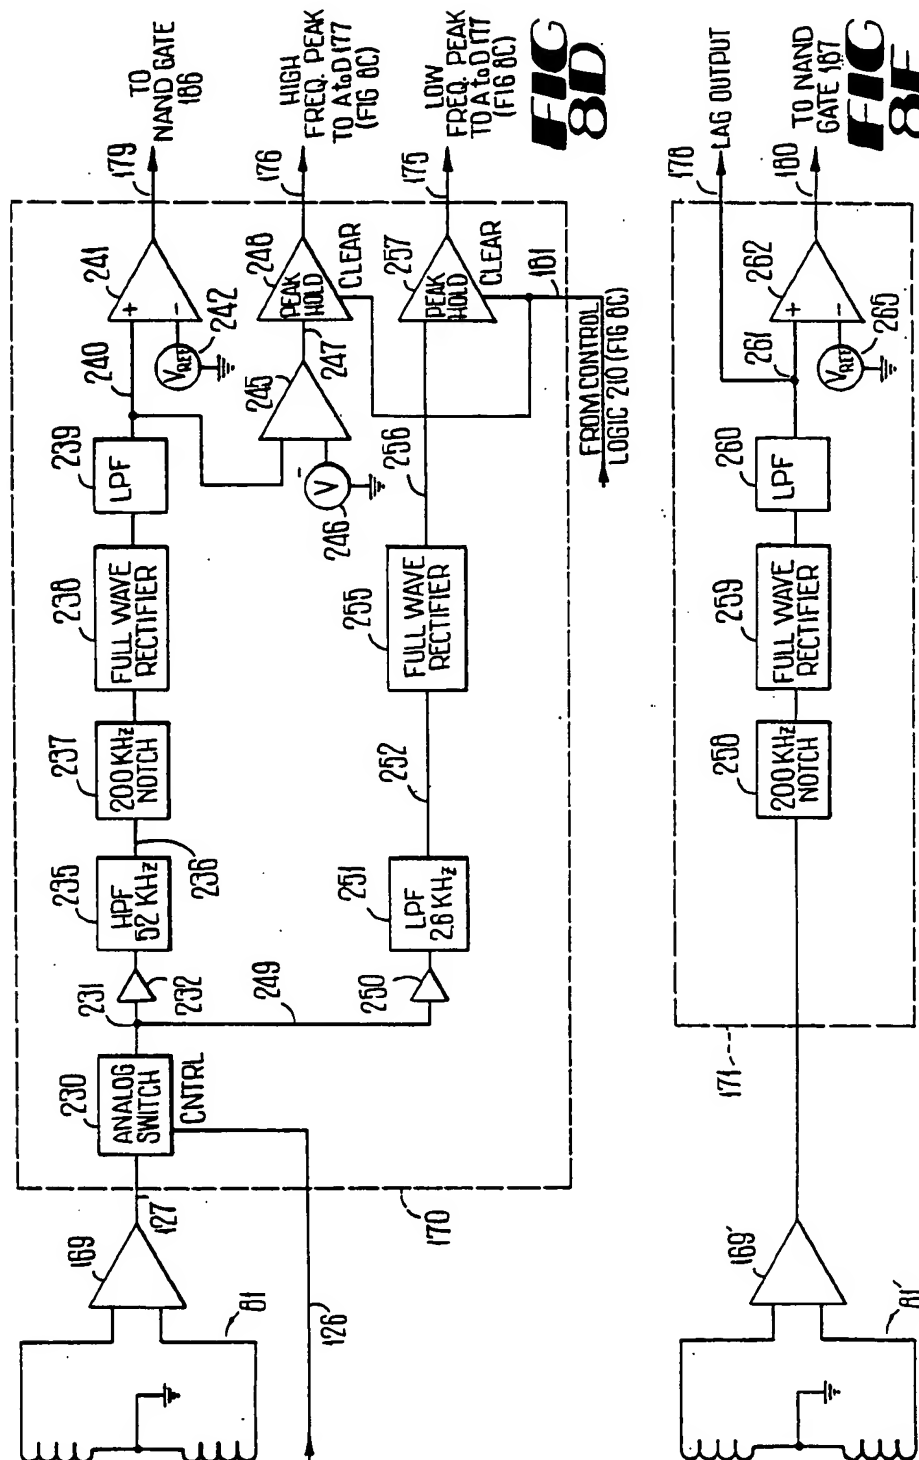 81
169
127
126
170
230
ANALOG
SWITCH
CNTRL
231
232
249
250
235
HPF
52 KHz
236
237
200 KHz
NOTCH
238
FULL WAVE
RECTIFIER
239
LPF
240
241
+
-
VREF
242
179
TO
NAND GATE
186
245
-
V
246
247
248
PEAK
HOLD
CLEAR
176
HIGH
FREQ. PEAK
TO A to D 177
(FIG 8C)
251
LPF
2.6 KHz
252
255
FULL WAVE
RECTIFIER
256
257
PEAK
HOLD
CLEAR
181
FROM CONTROL
LOGIC 210 (FIG 8C)
175
LOW
FREQ. PEAK
TO A to D 177
(FIG 8C)
FIG
8D
81'
169'
171
258
200 KHz
NOTCH
259
FULL WAVE
RECTIFIER
260
LPF
261
+
-
262
VREF
265
178
LAG OUTPUT
180
TO NAND
GATE 187
FIG